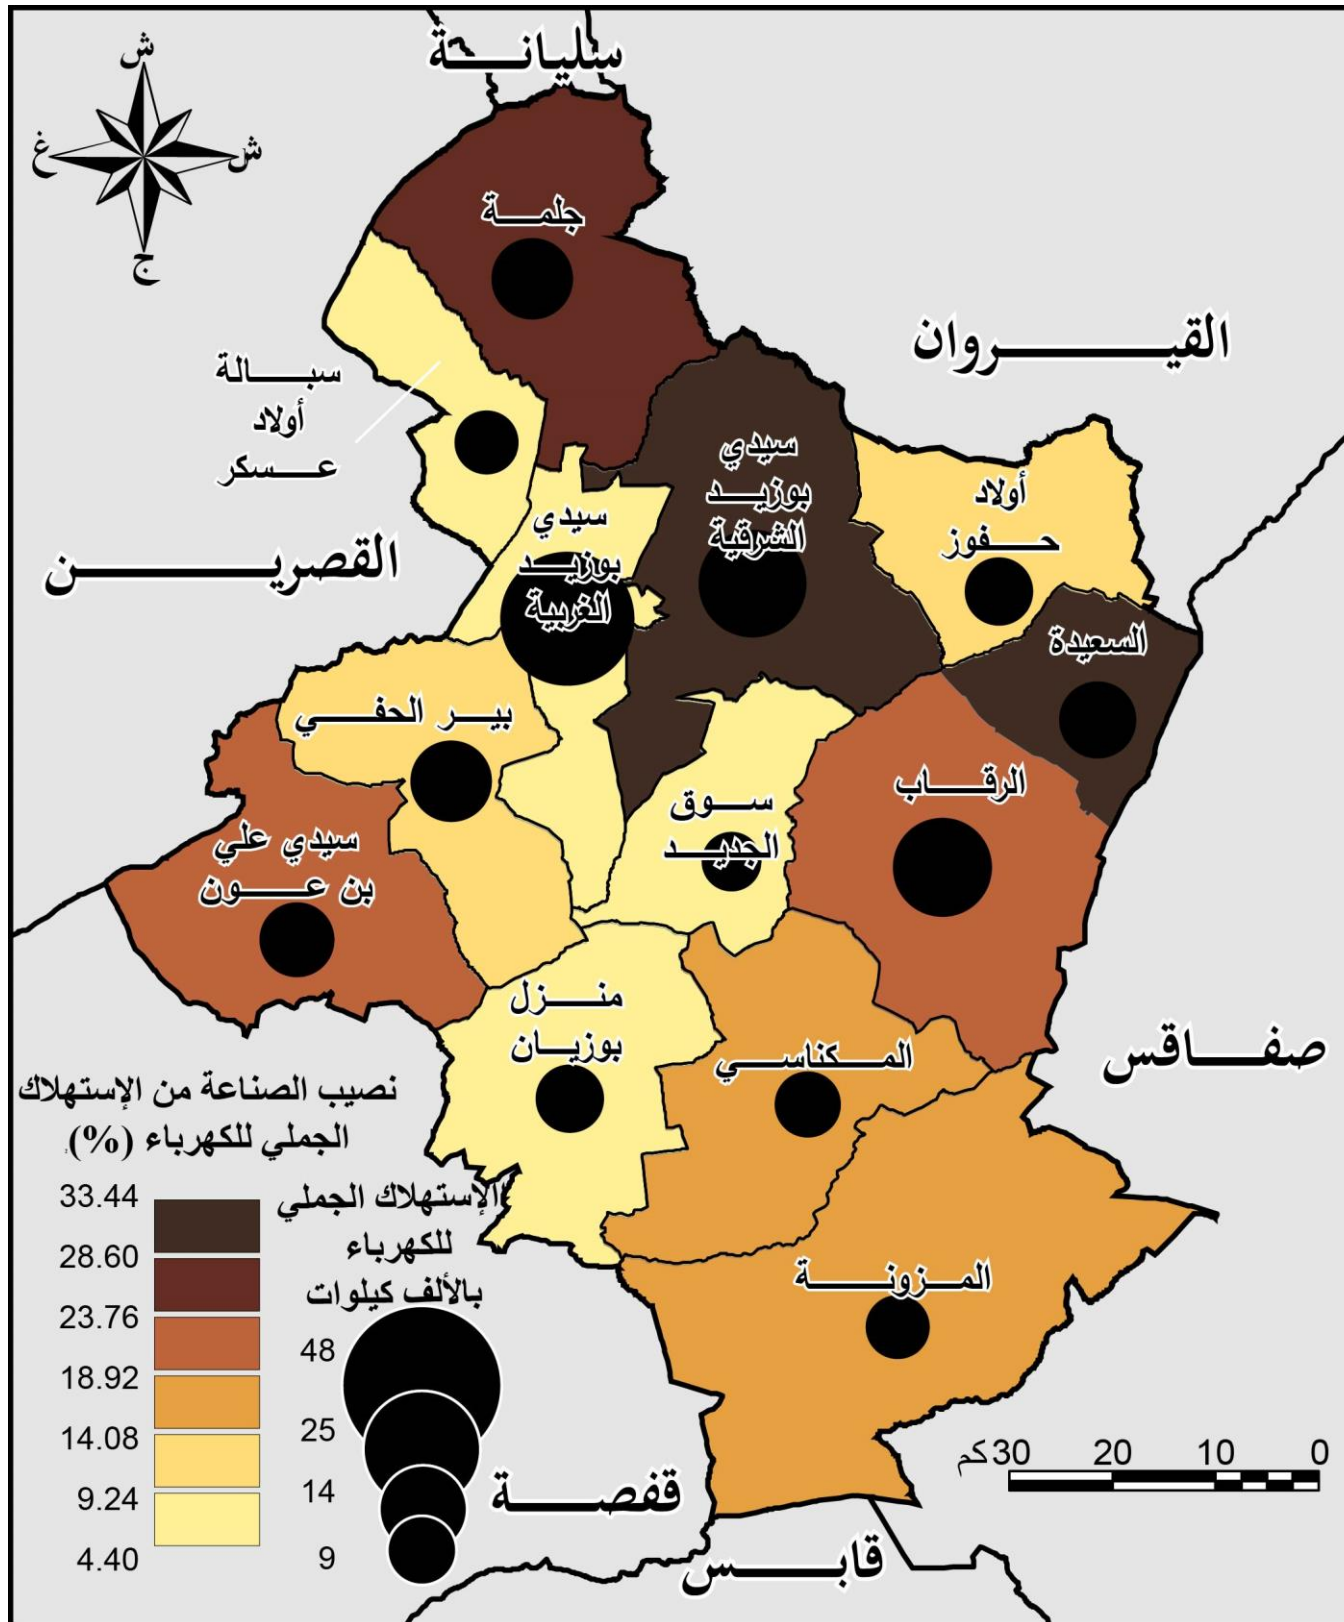 سليانة
ش
ش
غ
ج
جلمة
القيروان
سبالة
أولاد
عسكر
سيدي
بوزيد
الشرقية
أولاد
حفوز
سيدي
بوزيد
الغربية
القصرين
السعيدة
بير الحفي
الرقاب
سوق
الجديد
سيدي علي
بن عون
منزل
بوزيان
المكناسي
صفاقس
المزونة
نصيب الصناعة من الإستهلاك
الجملي للكهرباء (%)
33.44
28.60
23.76
18.92
14.08
9.24
4.40
الإستهلاك الجملي
للكهرباء
بالألف كيلوات
48
25
14
9
قفصة
قابس
كم 30 20 10 0